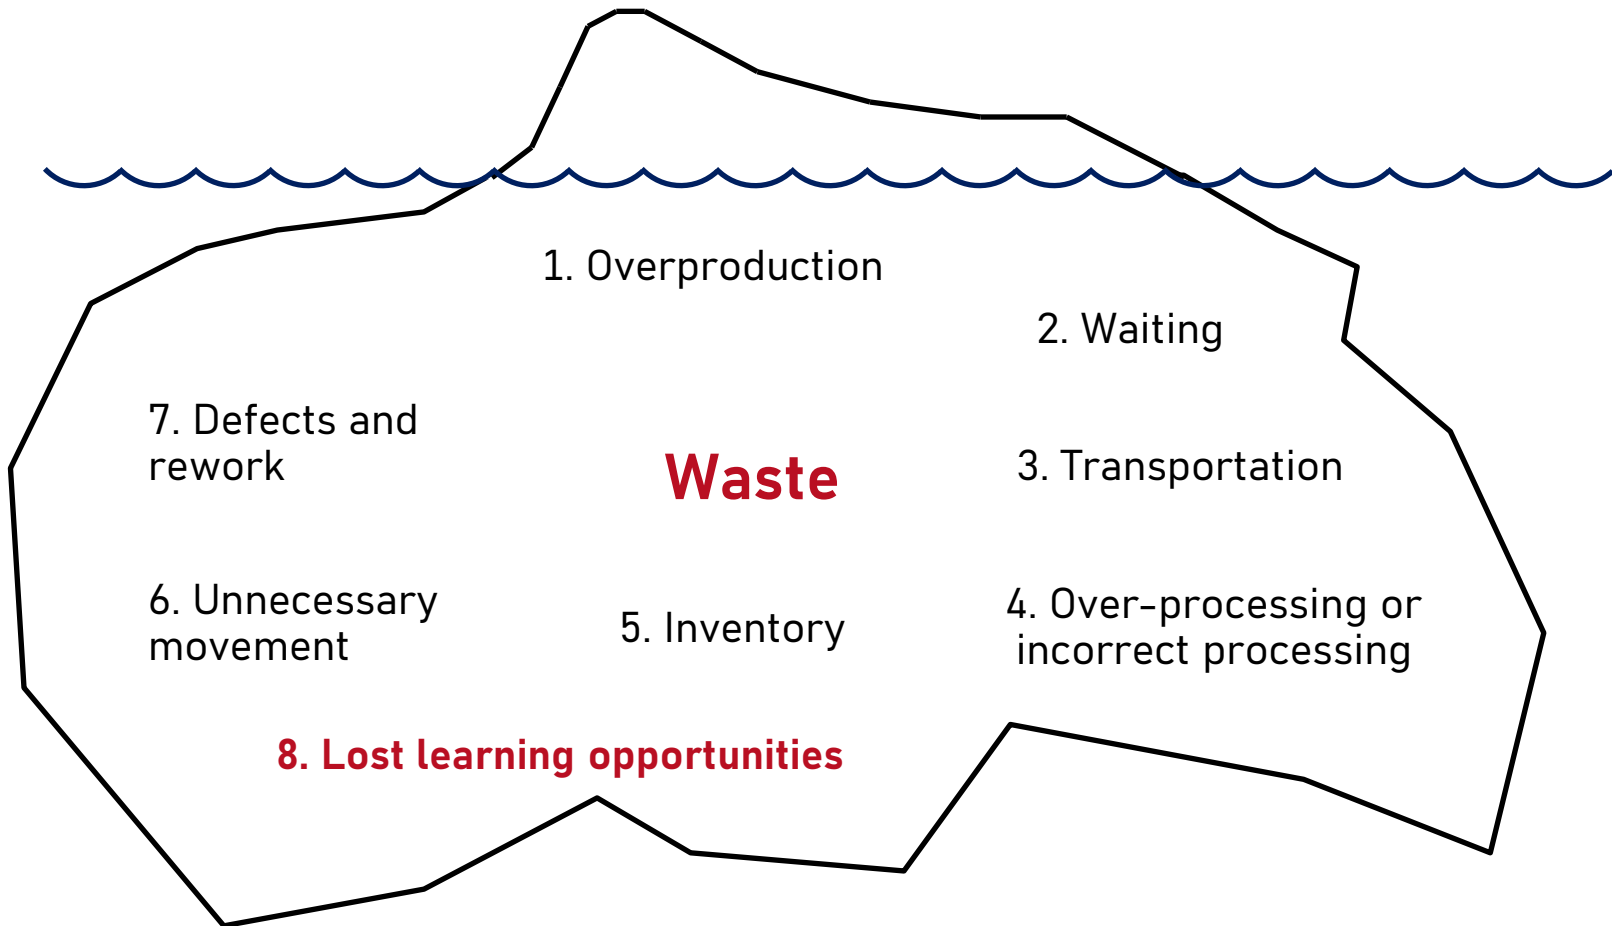 1. Overproduction
2. Waiting
7. Defects and
rework
Waste
3. Transportation
6. Unnecessary
movement
5. Inventory
4. Over-processing or
incorrect processing
8. Lost learning opportunities